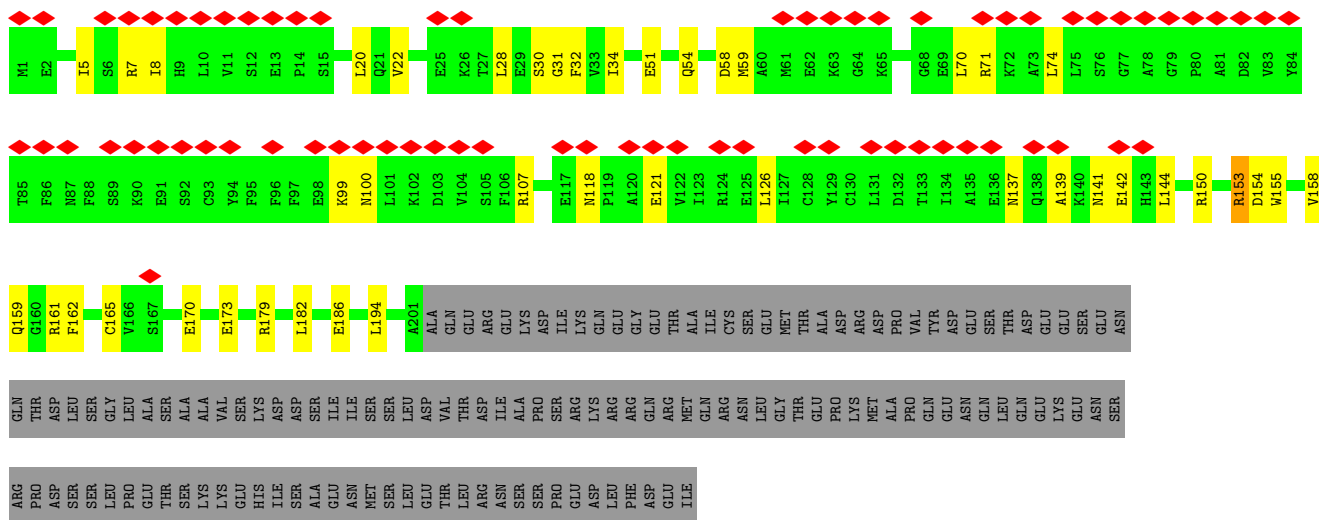 M1 E2 I5 S6 R7 I8 H9 L10 V11 S12 E13 P14 S15 L20 Q21 V22 E25 K26 T27 L28 E29 S30 G31 F32 V33 I34 E51 Q54 D58 M59 A60 M61 E62 K63 G64 K65 G68 E69 L70 R71 K72 A73 L74 L75 S76 G77 A78 G79 P80 A81 D82 V83 Y84
T85 F86 N87 F88 S89 K90 E91 S92 C93 Y94 F95 F96 F97 E98 K99 N100 L101 K102 D103 V104 S105 F106 R107 E117 N118 P119 A120 E121 V122 I123 R124 E125 L126 I127 C128 Y129 C130 L131 D132 T133 I134 A135 E136 N137 Q138 A139 K140 N141 E142 H143 L144 R150 R153 D154 W155 V158
Q159 G160 R161 F162 C165 V166 S167 E170 E173 R179 L182 E186 L194 A201 ALA GLN GLU ARG GLU LYS ASP ILE LYS GLN GLU GLY GLU THR ALA ILE CYS SER GLU MET THR ALA ASP ARG ASP PRO VAL TYR ASP GLU SER THR ASP GLU GLU SER GLU ASN
GLN THR ASP LEU SER GLY LEU ALA SER ALA ALA VAL SER LYS ASP ASP SER ILE ILE SER SER LEU ASP VAL THR ASP ILE ALA PRO SER ARG LYS ARG ARG GLN ARG MET GLN ARG ASN LEU GLY THR GLU PRO LYS MET ALA PRO GLN GLU ASN GLN LEU GLN GLU LYS GLU ASN SER
ARG PRO ASP SER SER LEU PRO GLU THR SER LYS LYS GLU HIS ILE SER ALA GLU ASN MET SER LEU GLU THR LEU ARG ASN SER SER PRO GLU ASP LEU PHE ASP GLU ILE